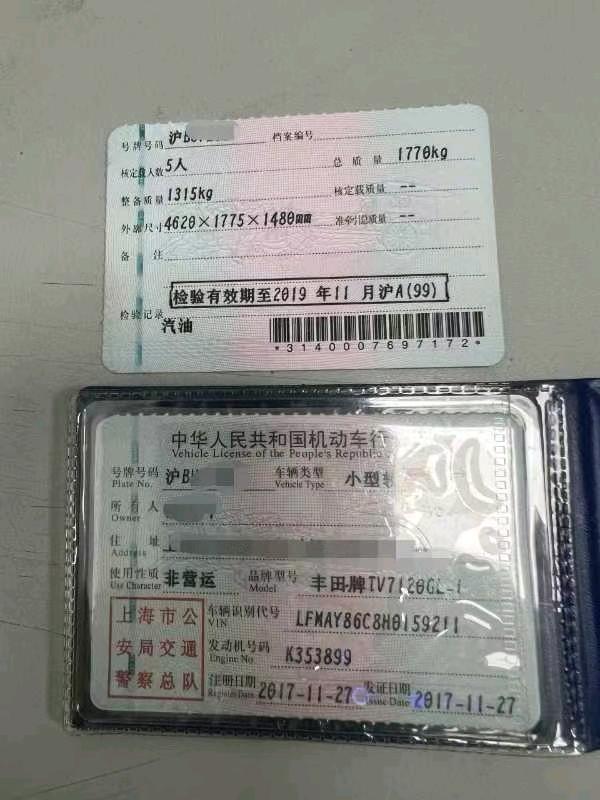 号牌号码 沪B 档案编号
核定载人数 5人 总质量 1770kg
整备质量 1315kg 核定载质量 --
外廓尺寸 4620×1775×1480㎜ 准牵引总质量 --
备注
检验有效期至2019 年11 月沪A(99)
检验记录
汽油
*3140007697172*
中华人民共和国机动车行
Vehicle License of the People's Republic
号牌号码 沪B 车辆类型 小型
Plate No. Vehicle Type
所有人
Owner
住址
Address
使用性质 非营运 品牌型号 丰田牌TV7120GL-I
Use Character Model
上海市公
安局交通
警察总队
车辆识别代号 LFMAY86C8H0159211
VIN
发动机号码 K353899
Engine No.
注册日期 2017-11-27 发证日期 2017-11-27
Register Date Issue Date